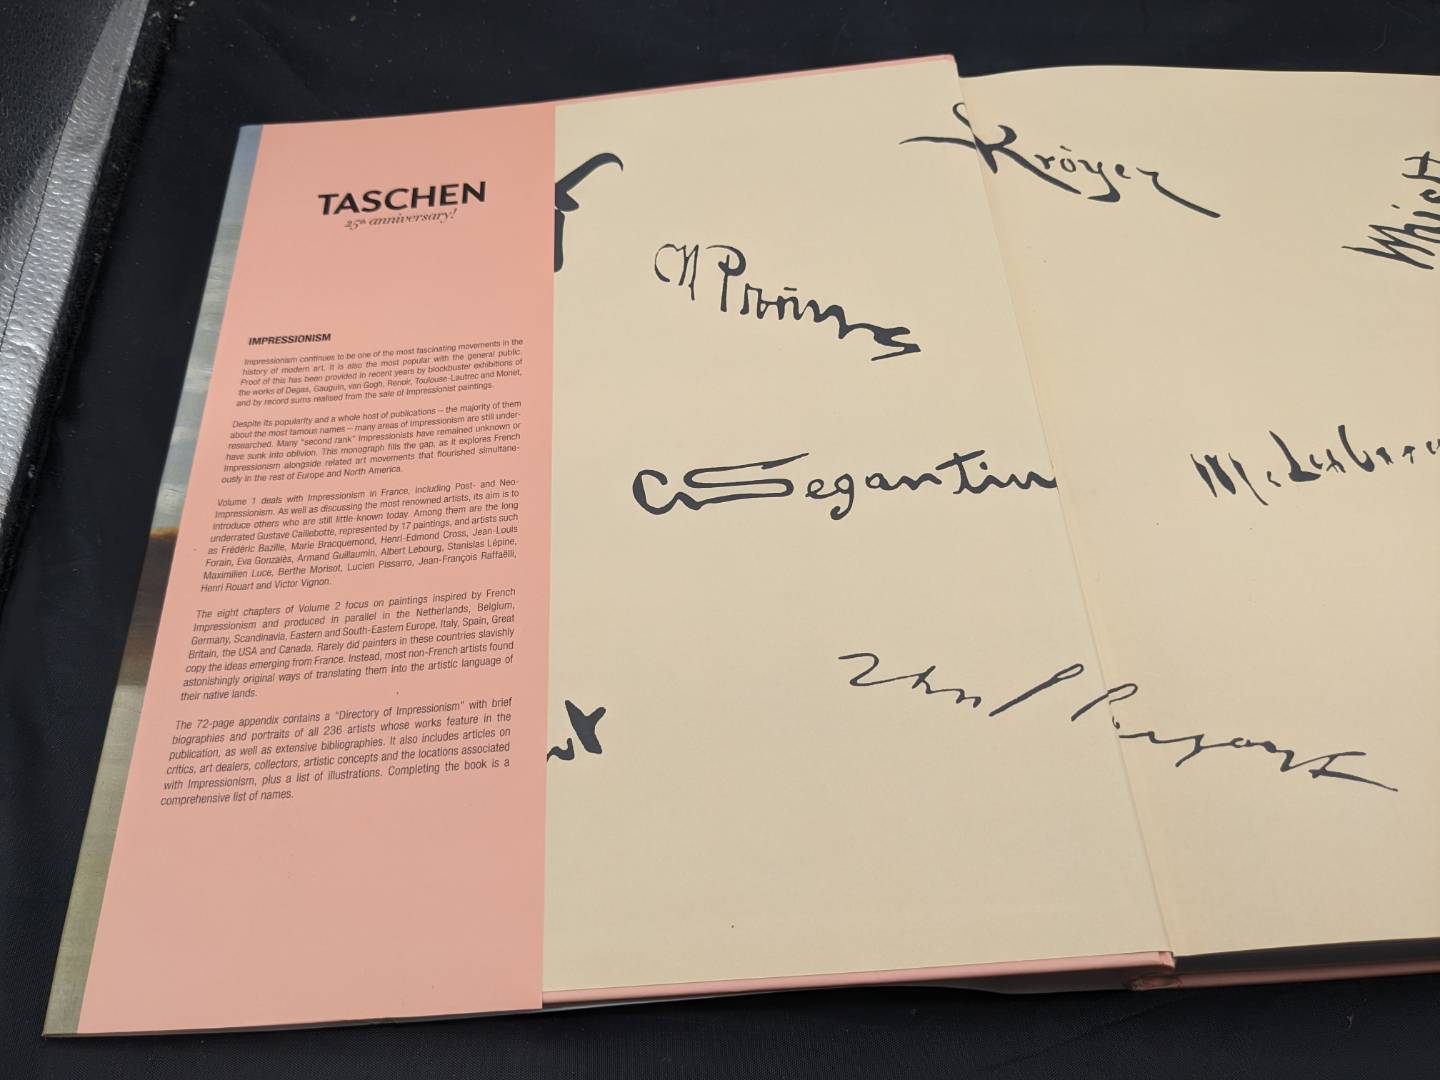 TASCHEN
25th anniversary!
IMPRESSIONISM
Impressionism continues to be one of the most fascinating movements in the
history of modern art. It is also the most popular with the general public.
Proof of this has been provided in recent years by blockbuster exhibitions of
the works of Degas, Gauguin, van Gogh, Renoir, Toulouse-Lautrec and Monet,
and by record sums realised from the sale of Impressionist paintings.
Despite its popularity and a whole host of publications – the majority of them
about the most famous names – many areas of Impressionism are still under-
researched. Many "second rank" Impressionists have remained unknown or
have sunk into oblivion. This monograph fills the gap, as it explores French
Impressionism alongside related art movements that flourished simultane-
ously in the rest of Europe and North America.
Volume 1 deals with Impressionism in France, including Post- and Neo-
Impressionism. As well as discussing the most renowned artists, its aim is to
introduce others who are still little-known today. Among them are the long
underrated Gustave Caillebotte, represented by 17 paintings, and artists such
as Frédéric Bazille, Marie Bracquemond, Henri-Edmond Cross, Jean-Louis
Forain, Eva Gonzalès, Armand Guillaumin, Albert Lebourg, Stanislas Lépine,
Maximilien Luce, Berthe Morisot, Lucien Pissarro, Jean-François Raffaëlli,
Henri Rouart and Victor Vignon.
The eight chapters of Volume 2 focus on paintings inspired by French
Impressionism and produced in parallel in the Netherlands, Belgium,
Germany, Scandinavia, Eastern and South-Eastern Europe, Italy, Spain, Great
Britain, the USA and Canada. Rarely did painters in these countries slavishly
copy the ideas emerging from France. Instead, most non-French artists found
astonishingly original ways of translating them into the artistic language of
their native lands.
The 72-page appendix contains a "Directory of Impressionism" with brief
biographies and portraits of all 236 artists whose works feature in the
publication, as well as extensive bibliographies. It also includes articles on
critics, art dealers, collectors, artistic concepts and the locations associated
with Impressionism, plus a list of illustrations. Completing the book is a
comprehensive list of names.
Kröyer
Segantini
John S. Sargent